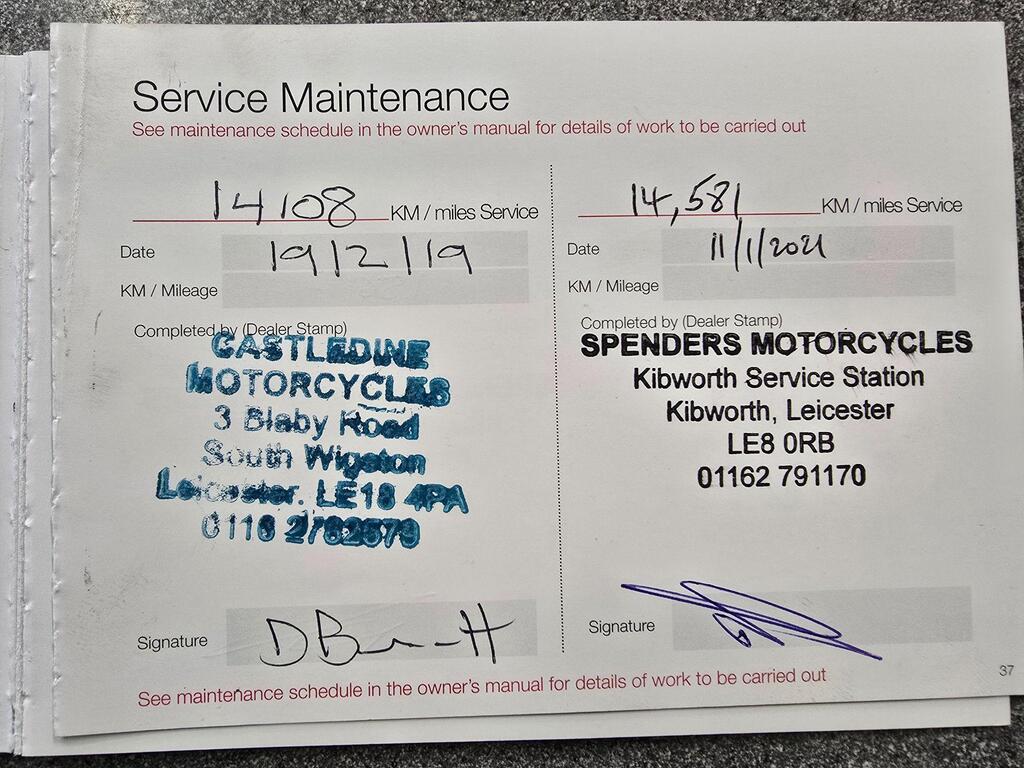 Service Maintenance
See maintenance schedule in the owner's manual for details of work to be carried out
14108 KM / miles Service
Date 19/2/19
KM / Mileage
Completed by (Dealer Stamp)
CASTLEDINE
MOTORCYCLES
3 Blaby Road
South Wigston
Leicester. LE18 4PA
0116 2782579
Signature
14,581 KM / miles Service
Date 11/1/2021
KM / Mileage
Completed by (Dealer Stamp)
SPENDERS MOTORCYCLES
Kibworth Service Station
Kibworth, Leicester
LE8 0RB
01162 791170
Signature
See maintenance schedule in the owner's manual for details of work to be carried out
37